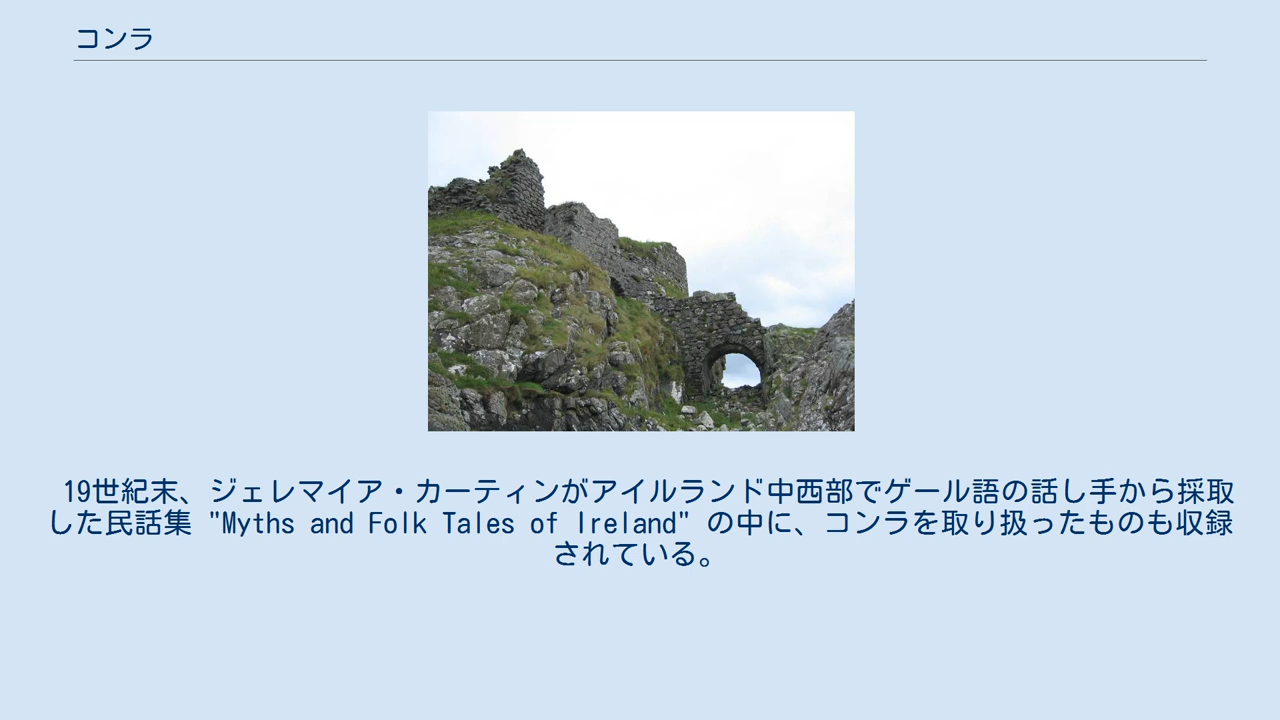 コンラ
19世紀末、ジェレマイア・カーティンがアイルランド中西部でゲール語の話し手から採取
した民話集 "Myths and Folk Tales of Ireland" の中に、コンラを取り扱ったものも収録
されている。